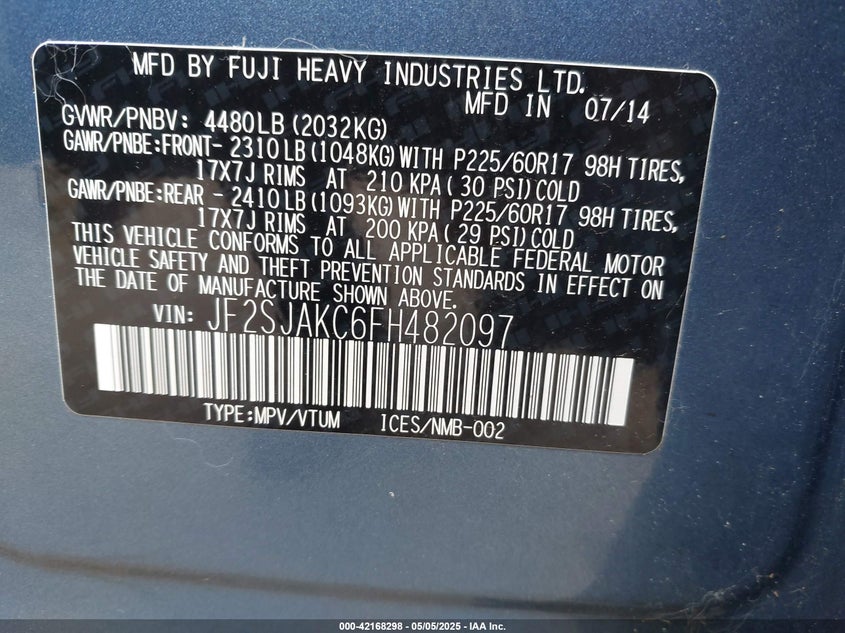 MFD BY FUJI HEAVY INDUSTRIES LTD.
MFD IN 07/14
GVWR/PNBV: 4480LB (2032KG)
GAWR/PNBE:FRONT- 2310LB (1048KG) WITH P225/60R17 98H TIRES,
17X7J RIMS AT 210 KPA ( 30 PSI) COLD
GAWR/PNBE:REAR - 2410LB (1093KG) WITH P225/60R17 98H TIRES,
17X7J RIMS AT 200 KPA ( 29 PSI) COLD
THIS VEHICLE CONFORMS TO ALL APPLICABLE FEDERAL MOTOR
VEHICLE SAFETY AND THEFT PREVENTION STANDARDS IN EFFECT ON
THE DATE OF MANUFACTURE SHOWN ABOVE.
VIN: JF2SJAKC6FH482097
TYPE:MPV/VTUM ICES/NMB-002
000-42168298 - 05/05/2025 - IAA Inc.